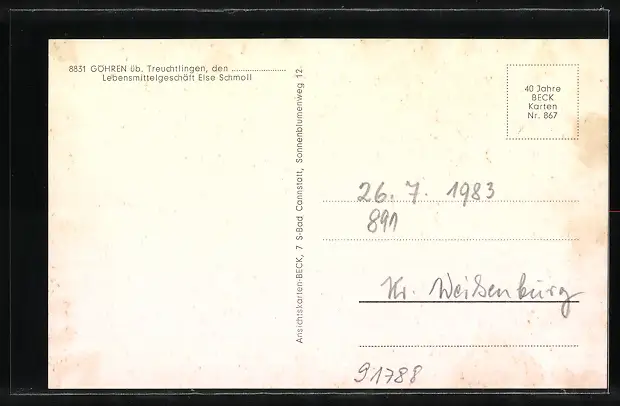 8831 GÖHREN üb. Treuchtlingen, den ......................
Lebensmittelgeschäft Else Schmoll
Ansichtskarten-BECK, 7 S-Bad Cannstatt, Sonnenblumenweg 12.
40 Jahre
BECK
Karten
Nr. 867
26. 7. 1983
891
Kr. Weißenburg
91788